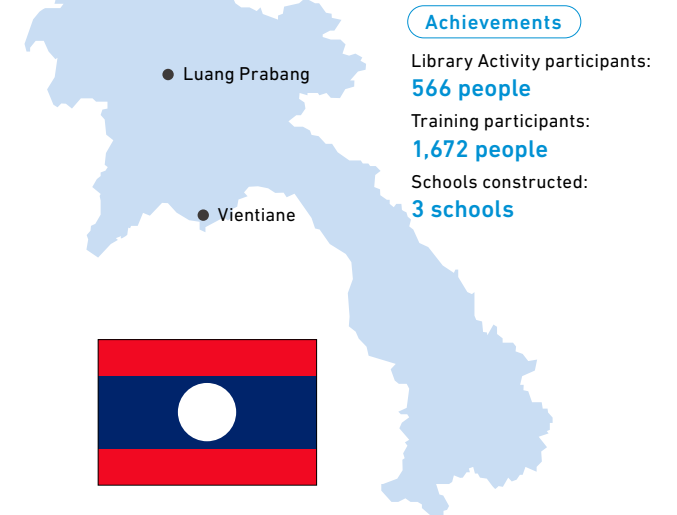 Achievements
Library Activity participants:
566 people
Training participants:
1,672 people
Schools constructed:
3 schools
Luang Prabang
Vientiane